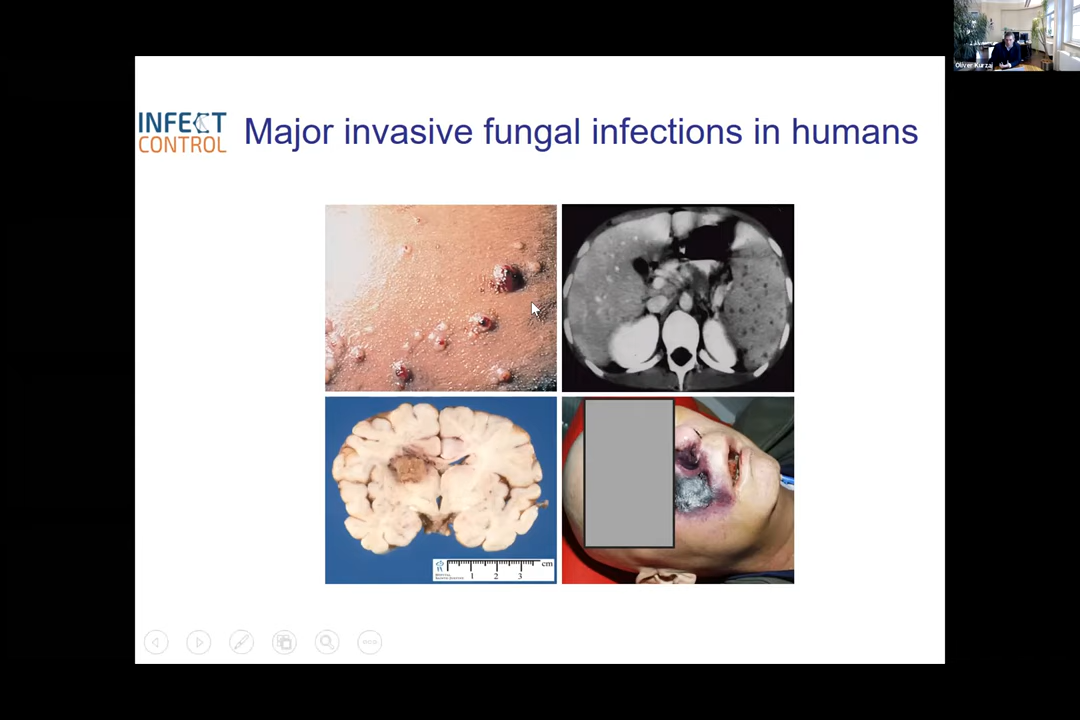 Oliver Kurzai
INFECT
CONTROL
Major invasive fungal infections in humans
cm
1 2 3